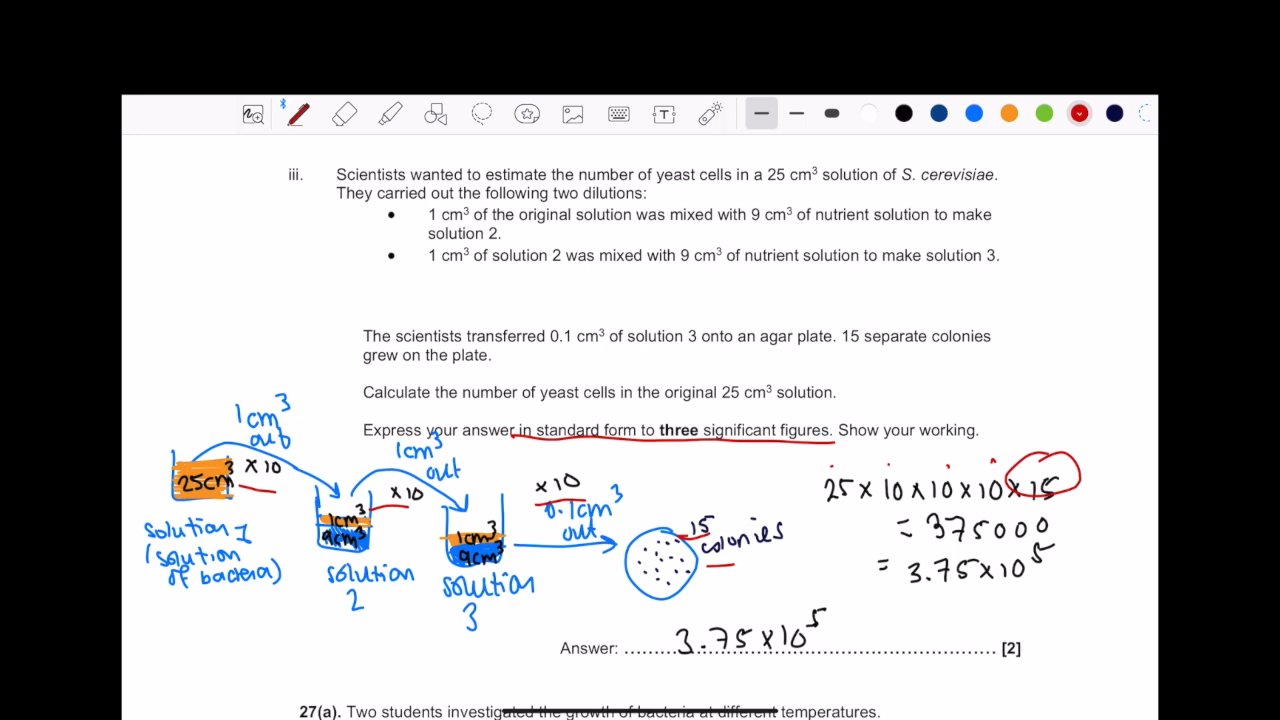 iii. Scientists wanted to estimate the number of yeast cells in a 25 cm³ solution of S. cerevisiae.
They carried out the following two dilutions:
• 1 cm³ of the original solution was mixed with 9 cm³ of nutrient solution to make
solution 2.
• 1 cm³ of solution 2 was mixed with 9 cm³ of nutrient solution to make solution 3.
The scientists transferred 0.1 cm³ of solution 3 onto an agar plate. 15 separate colonies
grew on the plate.
Calculate the number of yeast cells in the original 25 cm³ solution.
Express your answer in standard form to three significant figures. Show your working.
1cm³
out
x10
25cm³
solution 1
(solution
of bacteria)
1cm³
out
x10
1cm³
9cm³
solution
2
x10
0.1cm³
out
1cm³
9cm³
solution
3
15
colonies
25 x 10 x 10 x 10 x 15
= 375000
= 3.75 x 10⁵
Answer: 3.75 x 10⁵ [2]
27(a). Two students investigated the growth of bacteria at different temperatures.